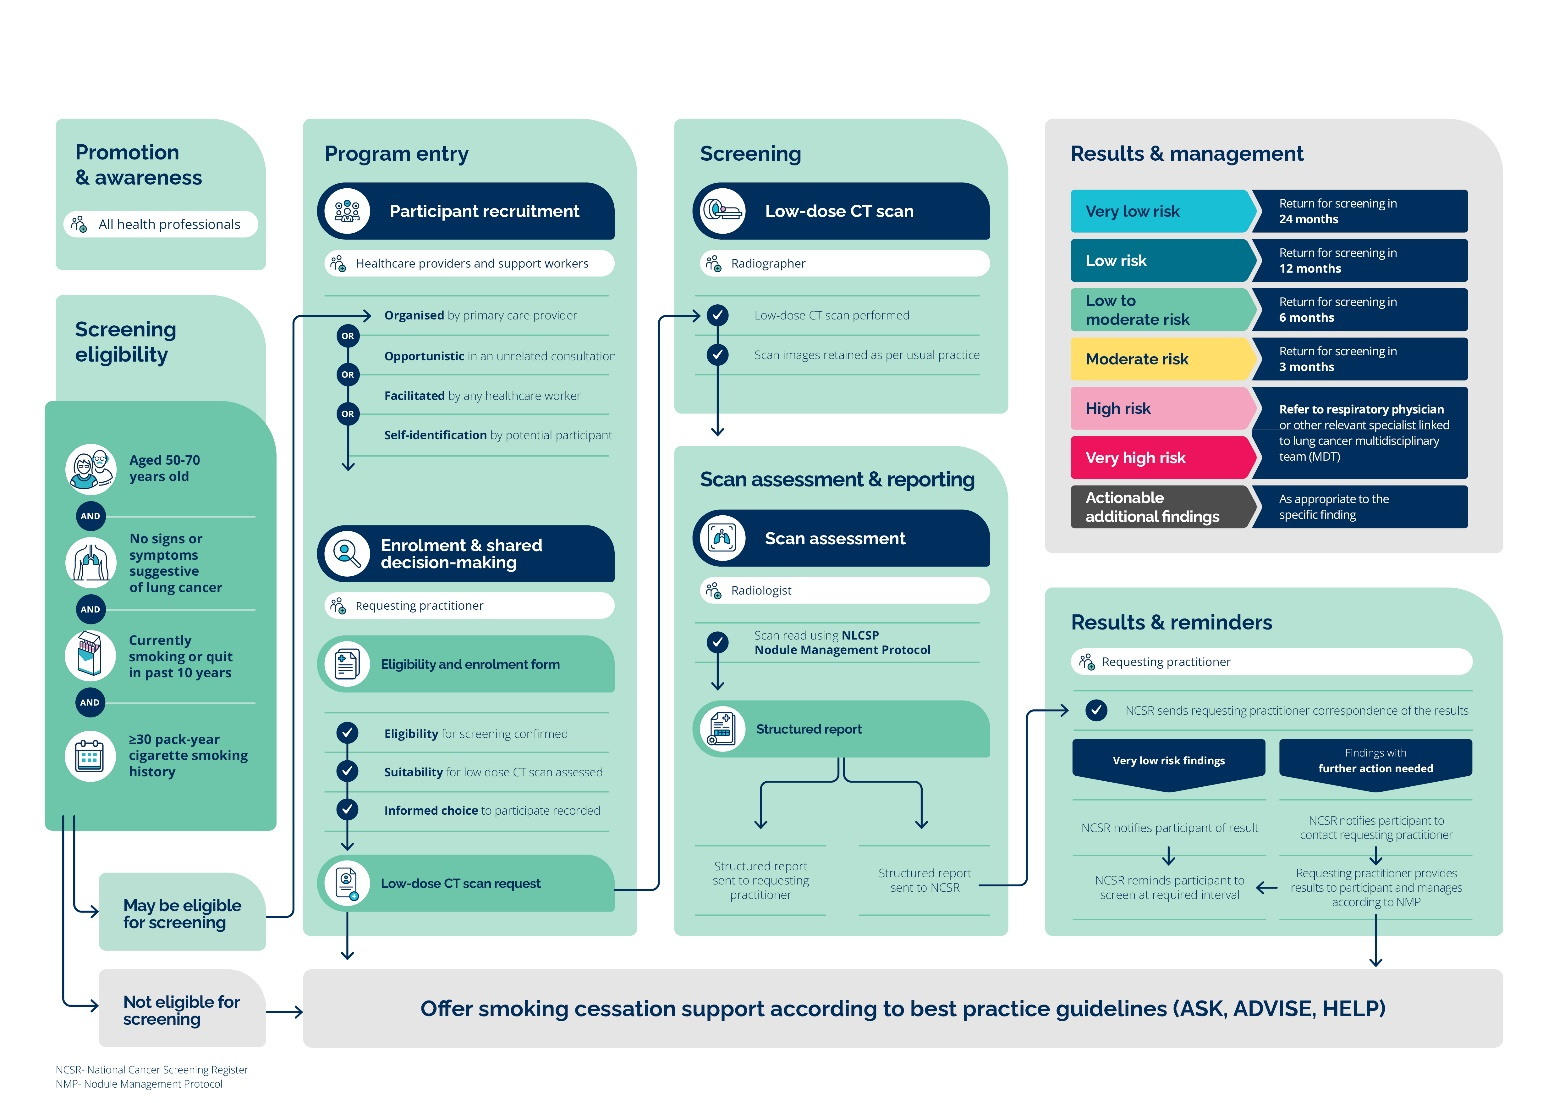 Promotion
& awareness
All health professionals
Screening
eligibility
Aged 50-70
years old
AND
No signs or
symptoms
suggestive
of lung cancer
AND
Currently
smoking or quit
in past 10 years
AND
≥30 pack-year
cigarette smoking
history
May be eligible
for screening
Not eligible for
screening
Program entry
Participant recruitment
Healthcare providers and support workers
Organised by primary care provider
OR
Opportunistic in an unrelated consultation
OR
Facilitated by any healthcare worker
OR
Self-identification by potential participant
Enrolment & shared
decision-making
Requesting practitioner
Eligibility and enrolment form
Eligibility for screening confirmed
Suitability for low dose CT scan assessed
Informed choice to participate recorded
Low-dose CT scan request
Screening
Low-dose CT scan
Radiographer
Low-dose CT scan performed
Scan images retained as per usual practice
Scan assessment & reporting
Scan assessment
Radiologist
Scan read using NLCSP
Nodule Management Protocol
Structured report
Structured report
sent to requesting
practitioner
Structured report
sent to NCSR
Results & management
Very low risk
Return for screening in
24 months
Low risk
Return for screening in
12 months
Low to
moderate risk
Return for screening in
6 months
Moderate risk
Return for screening in
3 months
High risk
Very high risk
Refer to respiratory physician
or other relevant specialist linked
to lung cancer multidisciplinary
team (MDT)
Actionable
additional findings
As appropriate to the
specific finding
Results & reminders
Requesting practitioner
NCSR sends requesting practitioner correspondence of the results
Very low risk findings
Findings with
further action needed
NCSR notifies participant of result
NCSR notifies participant to
contact requesting practitioner
NCSR reminds participant to
screen at required interval
Requesting practitioner provides
results to participant and manages
according to NMP
Offer smoking cessation support according to best practice guidelines (ASK, ADVISE, HELP)
NCSR- National Cancer Screening Register
NMP- Nodule Management Protocol